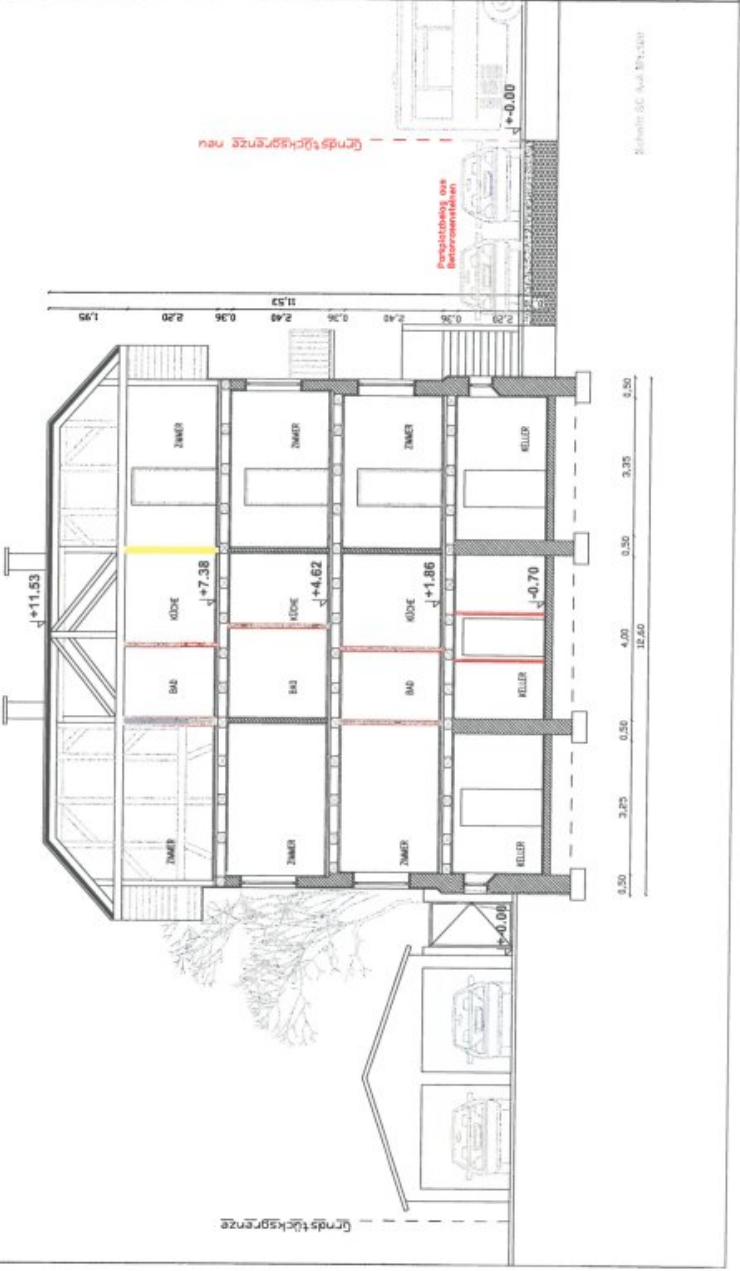 +11.53
ZIMMER
BAD
KÜCHE
+7.38
ZIMMER
ZIMMER
BAD
KÜCHE
+4.62
ZIMMER
ZIMMER
BAD
KÜCHE
+1.86
ZIMMER
KELLER
KELLER
-0.70
KELLER
1,95
2,20
0,36
2,40
0,36
2,40
0,36
2,20
11,53
Grndstücksgrenze
+-0.00
Grndstücksgrenze neu
Parkplatzbelag aus
Betonrasensteinen
+-0.00
0,50
3,25
0,50
4,00
0,50
3,35
0,50
12,60